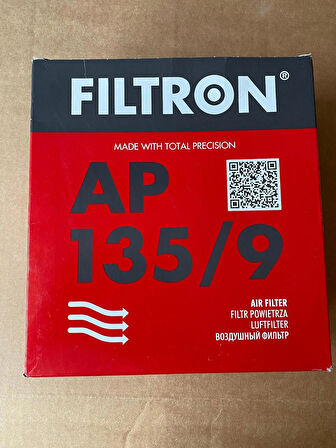 FILTRON®
MADE WITH TOTAL PRECISION
AP
135/9
AIR FILTER
FILTR POWIETRZA
LUFTFILTER
ВОЗДУШНЫЙ ФИЛЬТР